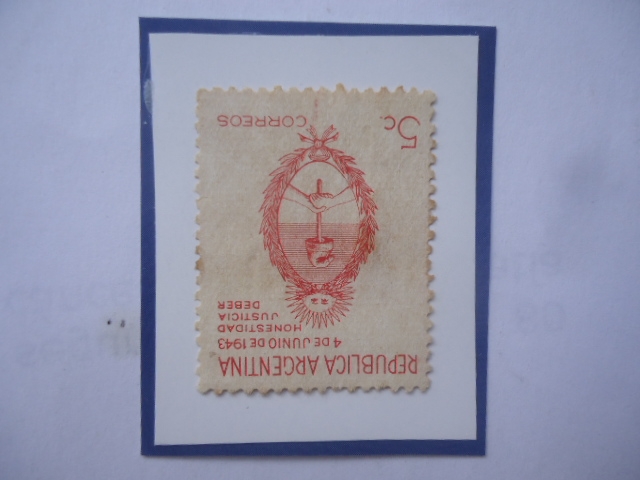 REPUBLICA ARGENTINA
4 DE JUNIO DE 1943
HONESTIDAD
JUSTICIA
DEBER
5c.
CORREOS